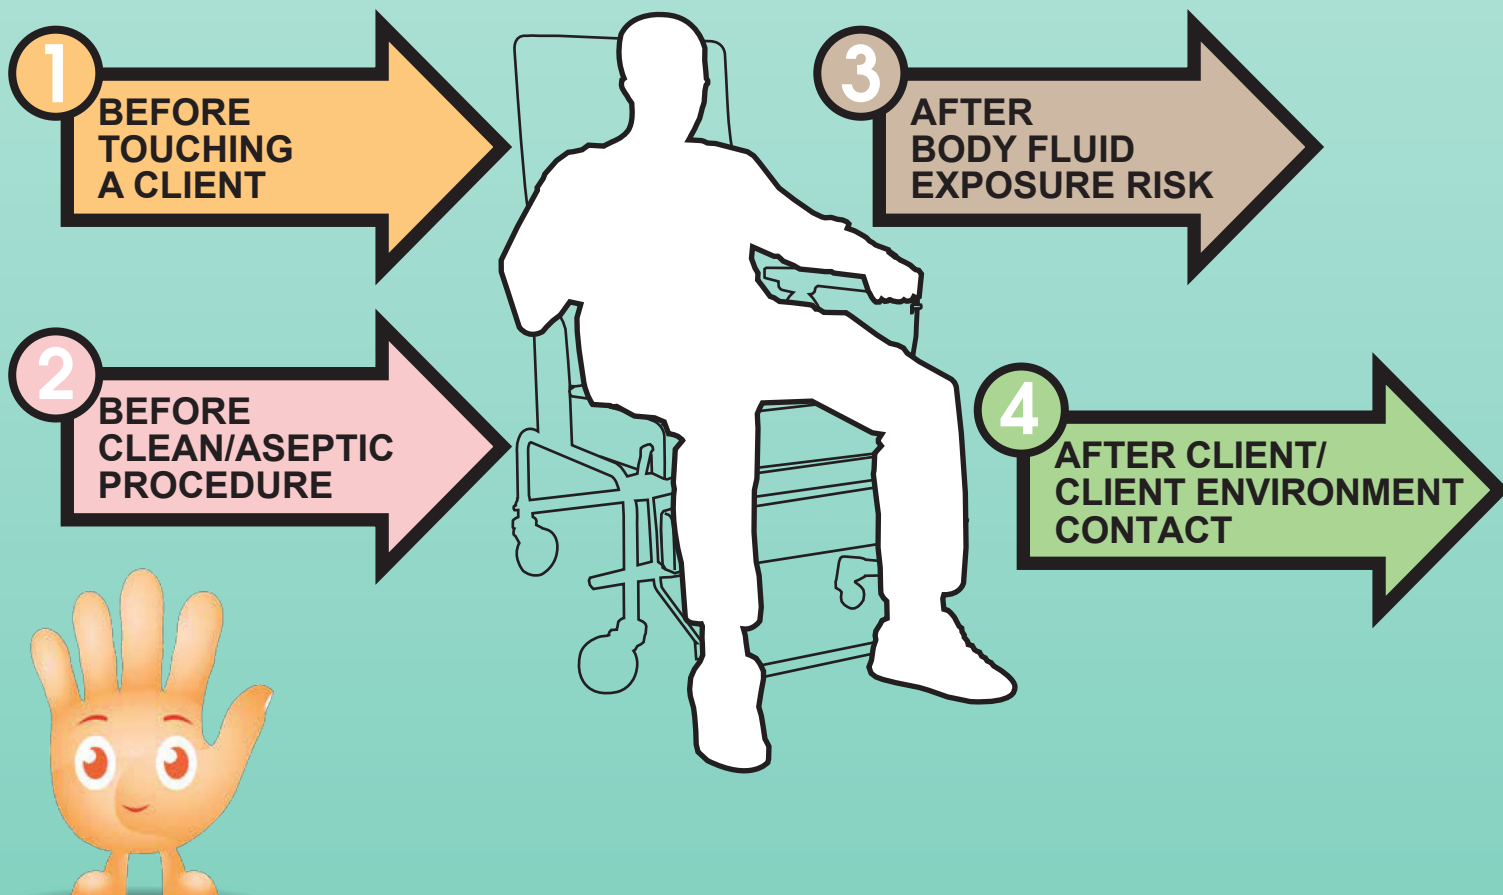 1
BEFORE
TOUCHING
A CLIENT
2
BEFORE
CLEAN/ASEPTIC
PROCEDURE
3
AFTER
BODY FLUID
EXPOSURE RISK
4
AFTER CLIENT/
CLIENT ENVIRONMENT
CONTACT